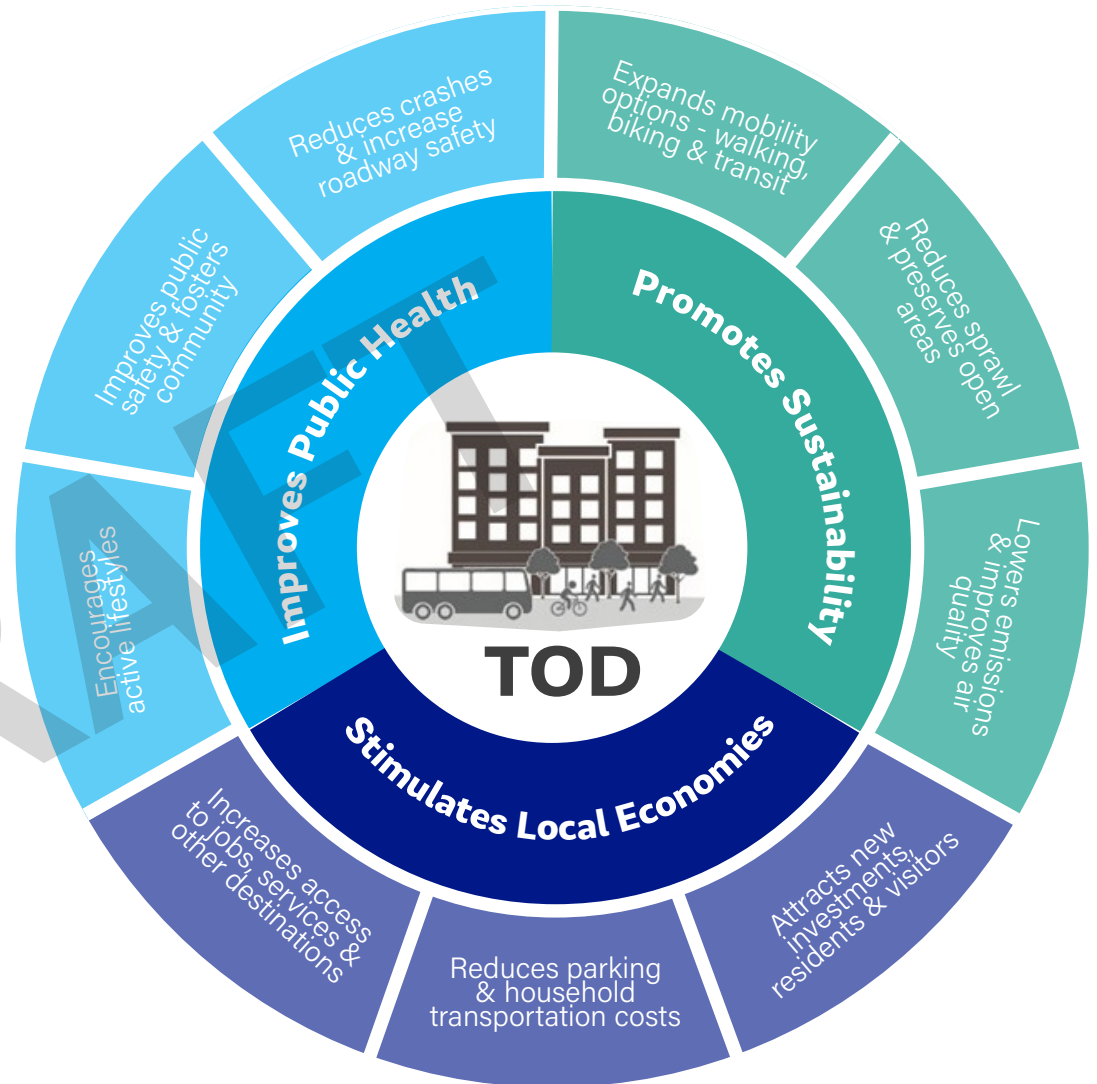 Reduces crashes
& increase
roadway safety
Expands mobility
options - walking,
biking & transit
Reduces sprawl
& preserves open
areas
Lowers emissions
& improves air
quality
Attracts new
investments,
residents & visitors
Reduces parking
& household
transportation costs
Increases access
to jobs, services &
other destinations
Encourages
active lifestyles
Improves public
safety & fosters
community
Improves Public Health
Promotes Sustainability
Stimulates Local Economies
TOD